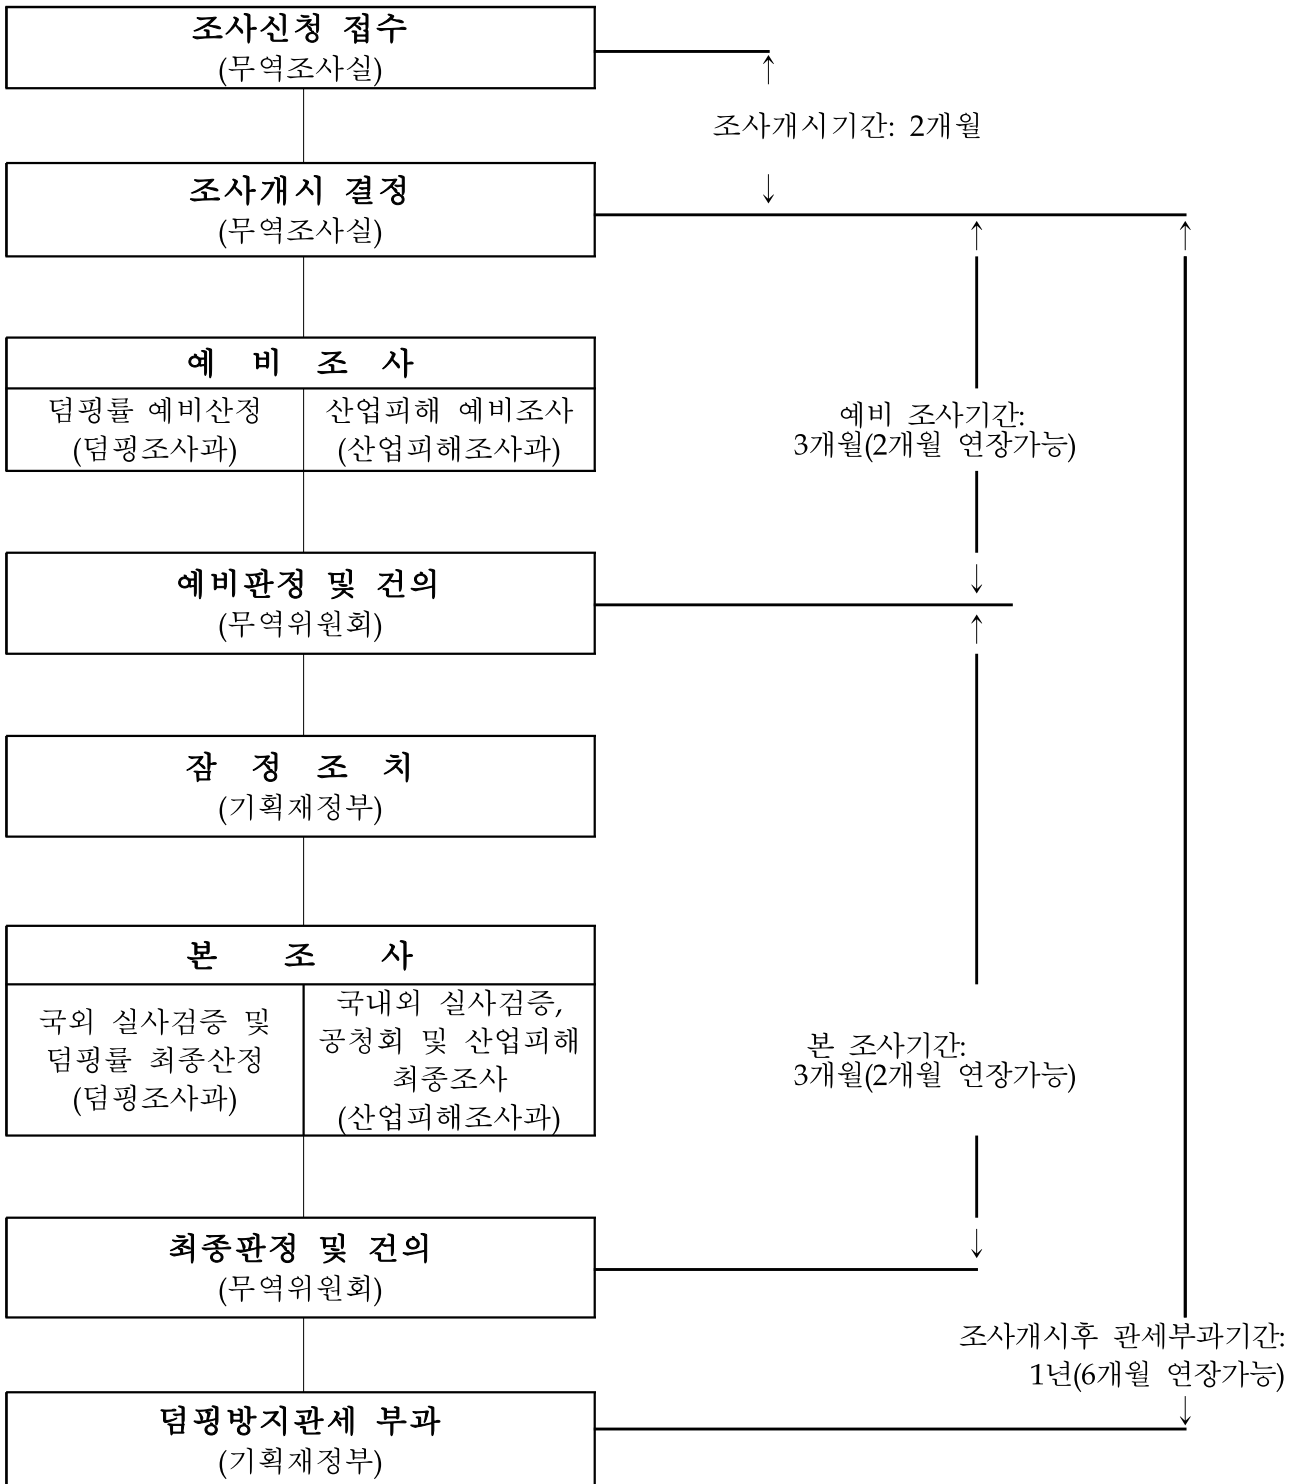 조사신청 접수
(무역조사실)
조사개시기간: 2개월
조사개시 결정
(무역조사실)
예 비 조 사
덤핑률 예비산정
(덤핑조사과)
산업피해 예비조사
(산업피해조사과)
예비 조사기간:
3개월(2개월 연장가능)
예비판정 및 건의
(무역위원회)
잠 정 조 치
(기획재정부)
본 조 사
국외 실사검증 및
덤핑률 최종산정
(덤핑조사과)
국내외 실사검증,
공청회 및 산업피해
최종조사
(산업피해조사과)
본 조사기간:
3개월(2개월 연장가능)
최종판정 및 건의
(무역위원회)
조사개시후 관세부과기간:
1년(6개월 연장가능)
덤핑방지관세 부과
(기획재정부)